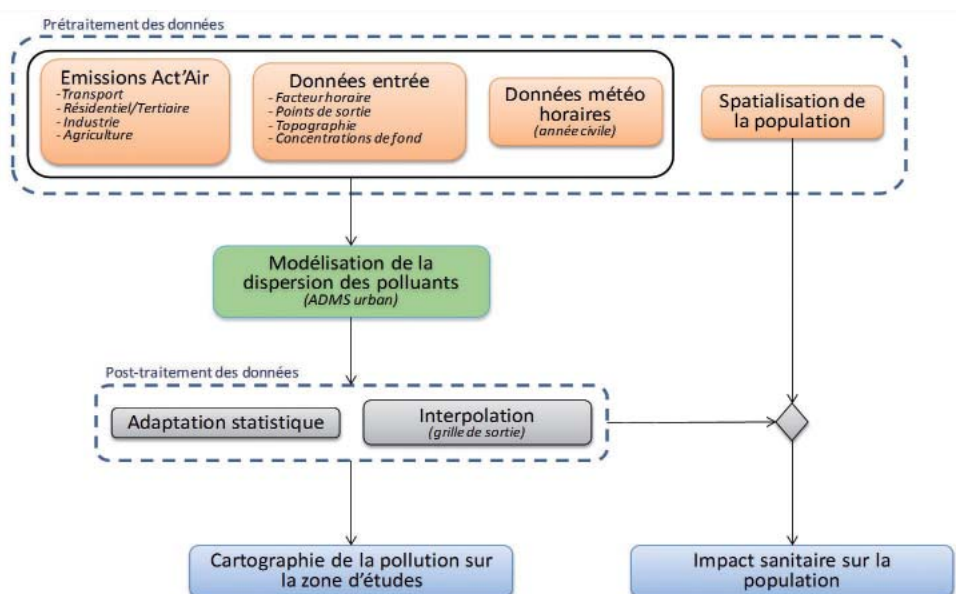 Prétraitement des données
Emissions Act'Air
-Transport
-Résidentiel/Tertiaire
-Industrie
-Agriculture
Données entrée
-Facteur horaire
-Points de sortie
-Topographie
-Concentrations de fond
Données météo
horaires
(année civile)
Spatialisation de
la population
Modélisation de la
dispersion des polluants
(ADMS urban)
Post-traitement des données
Adaptation statistique
Interpolation
(grille de sortie)
Cartographie de la pollution sur
la zone d'études
Impact sanitaire sur la
population